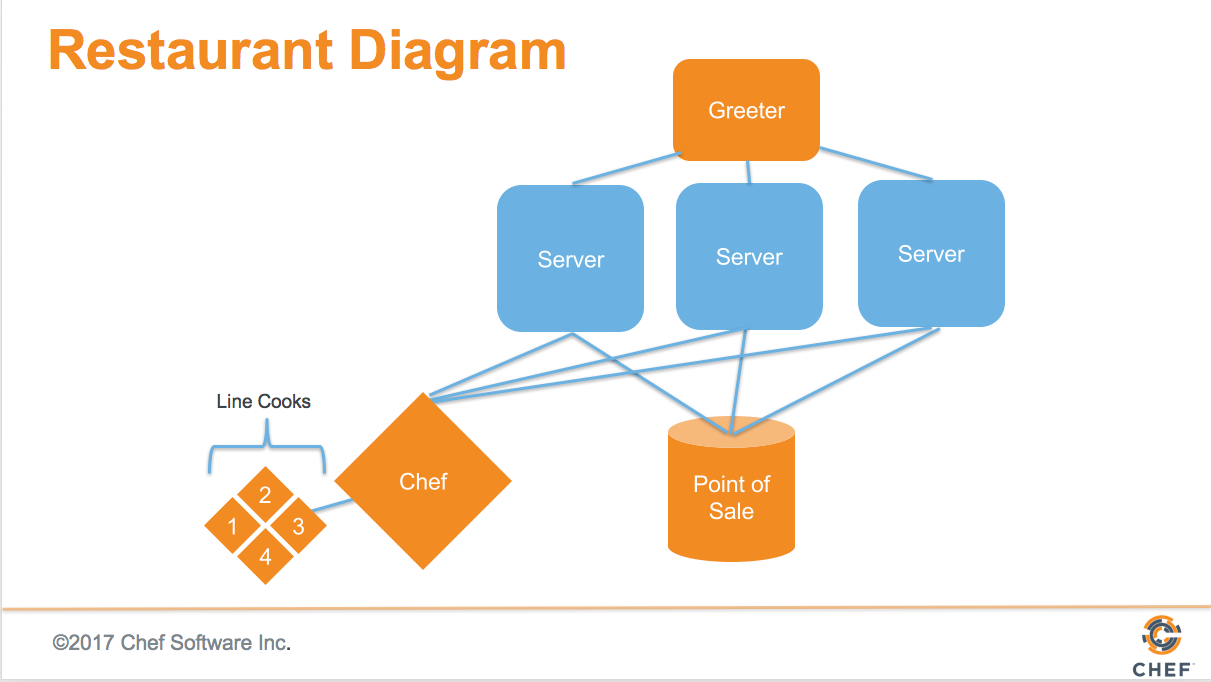 Restaurant Diagram
Greeter
Server
Server
Server
Line Cooks
2
1
3
4
Chef
Point of
Sale
©2017 Chef Software Inc.
CHEF